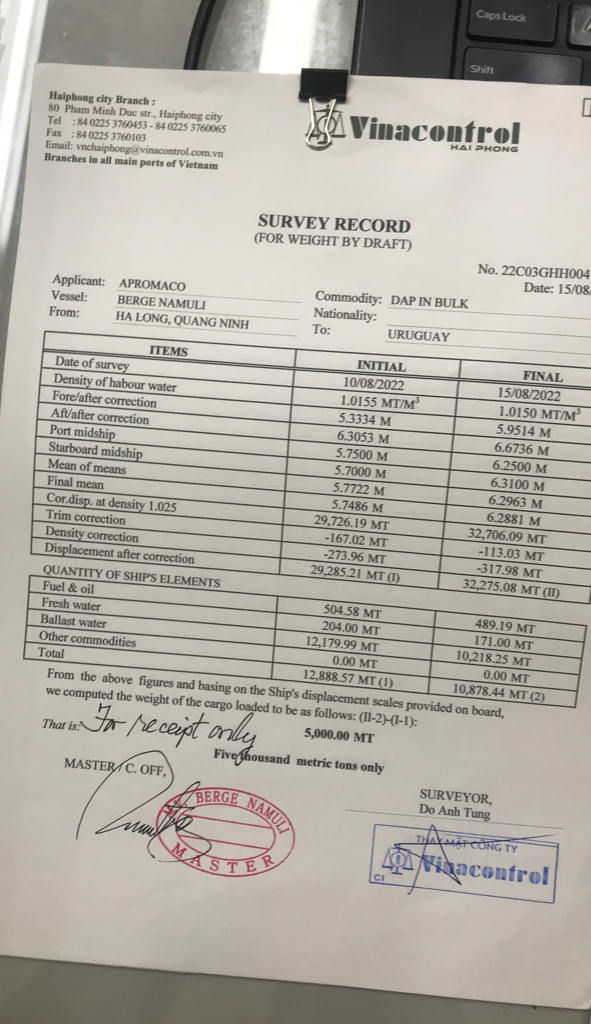 Caps Lock
Shift
Haiphong city Branch :
80 Pham Minh Duc str., Haiphong city
Tel : 84 0225 3760453 - 84 0225 3760065
Fax : 84 0225 3760103
Email: vnchaiphong@vinacontrol.com.vn
Branches in all main ports of Vietnam
Vinacontrol
HAI PHONG
SURVEY RECORD
(FOR WEIGHT BY DRAFT)
No. 22C03GHH004
Date: 15/08
Applicant: APROMACO
Vessel: BERGE NAMULI
From: HA LONG, QUANG NINH
Commodity: DAP IN BULK
Nationality:
To: URUGUAY
ITEMS INITIAL FINAL
Date of survey 10/08/2022 15/08/2022
Density of habour water 1.0155 MT/M³ 1.0150 MT/M³
Fore/after correction 5.3334 M 5.9514 M
Aft/after correction 6.3053 M 6.6736 M
Port midship 5.7500 M 6.2500 M
Starboard midship 5.7000 M 6.3100 M
Mean of means 5.7722 M 6.2963 M
Final mean 5.7486 M 6.2881 M
Cor.disp. at density 1.025 29,726.19 MT 32,706.09 MT
Trim correction -167.02 MT -113.03 MT
Density correction -273.96 MT -317.98 MT
Displacement after correction 29,285.21 MT (I) 32,275.08 MT (II)
QUANTITY OF SHIP'S ELEMENTS
Fuel & oil 504.58 MT 489.19 MT
Fresh water 204.00 MT 171.00 MT
Ballast water 12,179.99 MT 10,218.25 MT
Other commodities 0.00 MT 0.00 MT
Total 12,888.57 MT (1) 10,878.44 MT (2)
From the above figures and basing on the Ship's displacement scales provided on board,
we computed the weight of the cargo loaded to be as follows: (II-2)-(I-1):
That is: For receipt only 5,000.00 MT
Five thousand metric tons only
MASTER / C. OFF,
BERGE NAMULI
MASTER
SURVEYOR,
Do Anh Tung
THAY MẶT CÔNG TY
Vinacontrol
CI